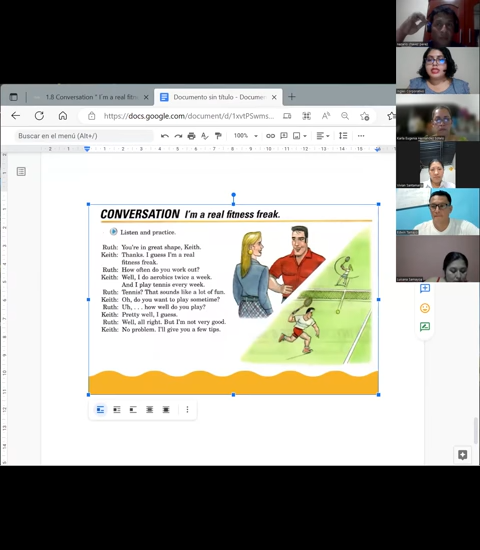 1.8 Conversation " I´m a real fitn
Documento sin título - Documen
https://docs.google.com/document/d/1xvtPSwms...
Buscar en el menú (Alt+/)
100%
CONVERSATION I'm a real fitness freak.
Listen and practice.
Ruth: You're in great shape, Keith.
Keith: Thanks. I guess I'm a real
fitness freak.
Ruth: How often do you work out?
Keith: Well, I do aerobics twice a week.
And I play tennis every week.
Ruth: Tennis? That sounds like a lot of fun.
Keith: Oh, do you want to play sometime?
Ruth: Uh, . . . how well do you play?
Keith: Pretty well, I guess.
Ruth: Well, all right. But I'm not very good.
Keith: No problem. I'll give you a few tips.